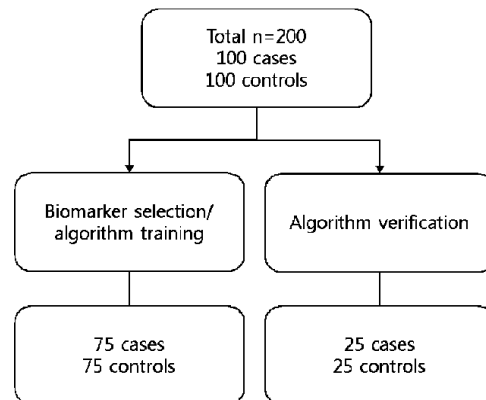 Total n=200
100 cases
100 controls
Biomarker selection/
algorithm training
Algorithm verification
75 cases
75 controls
25 cases
25 controls